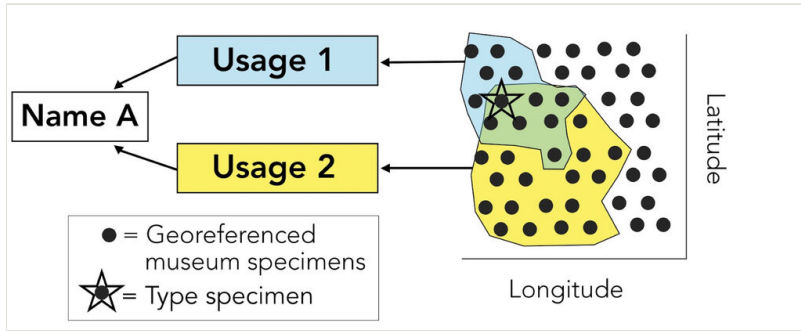 Usage 1
Name A
Usage 2
Latitude
= Georeferenced
museum specimens
= Type specimen
Longitude